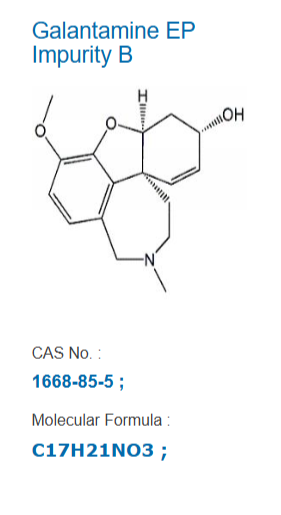 Galantamine EP
Impurity B
H
O
OH
O
N
CAS No. :
1668-85-5 ;
Molecular Formula :
C17H21NO3 ;